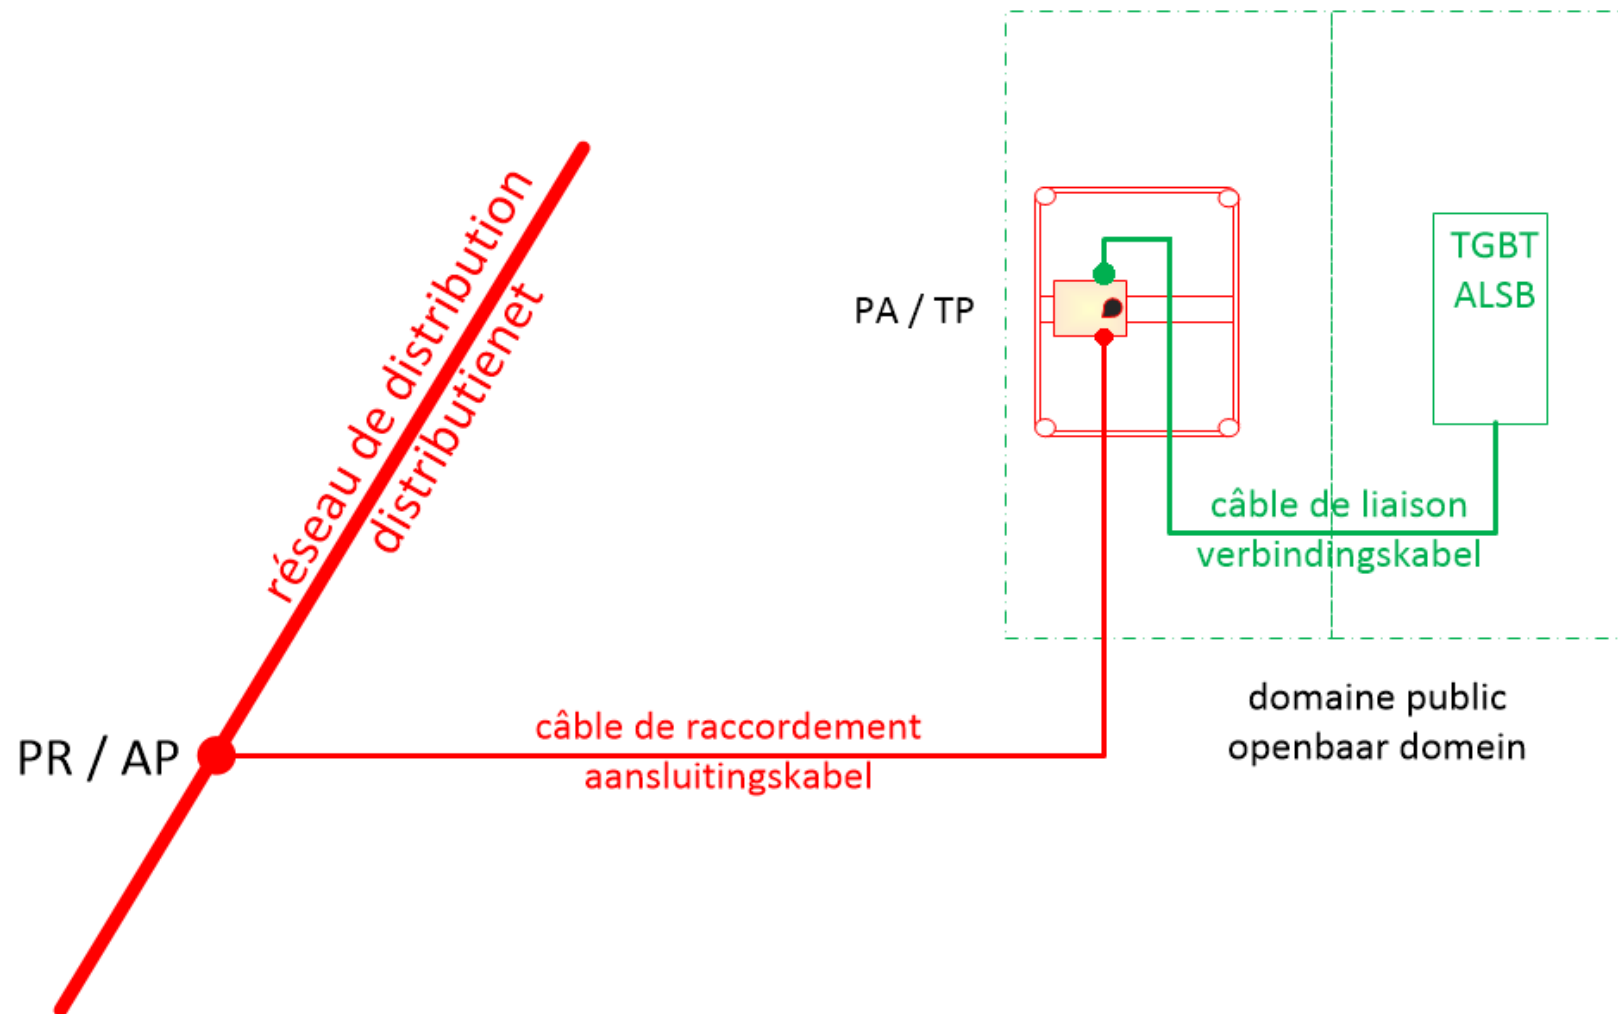 réseau de distribution
distributienet
PA / TP
TGBT
ALSB
câble de liaison
verbindingskabel
domaine public
openbaar domein
PR / AP
câble de raccordement
aansluitingskabel